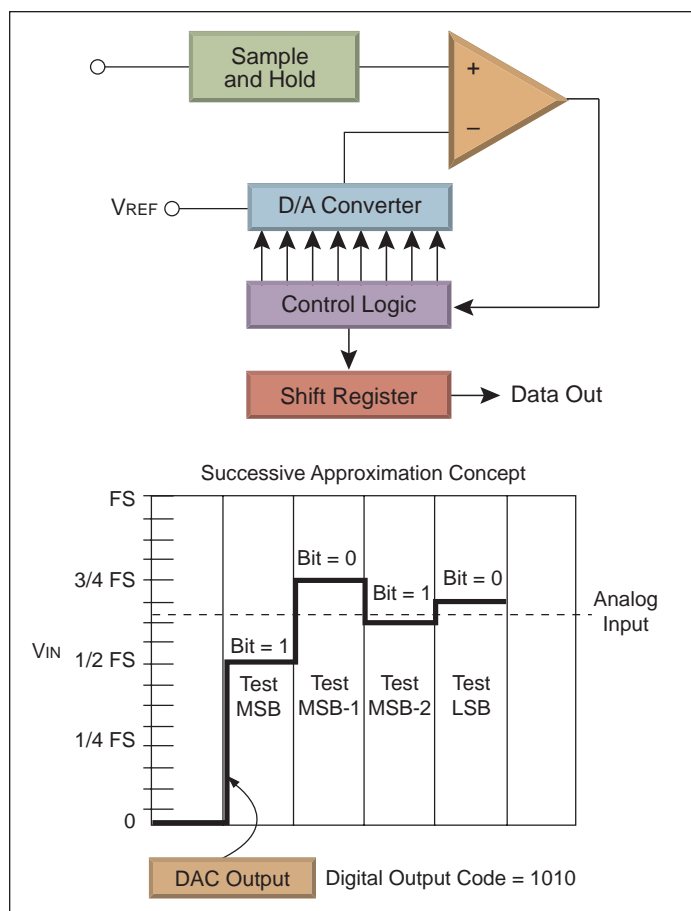 Sample
and Hold
+
−
VREF
D/A Converter
Control Logic
Shift Register
Data Out
Successive Approximation Concept
FS
3/4 FS
1/2 FS
1/4 FS
0
VIN
Bit = 1
Bit = 0
Bit = 1
Bit = 0
Test
MSB
Test
MSB-1
Test
MSB-2
Test
LSB
Analog
Input
DAC Output
Digital Output Code = 1010